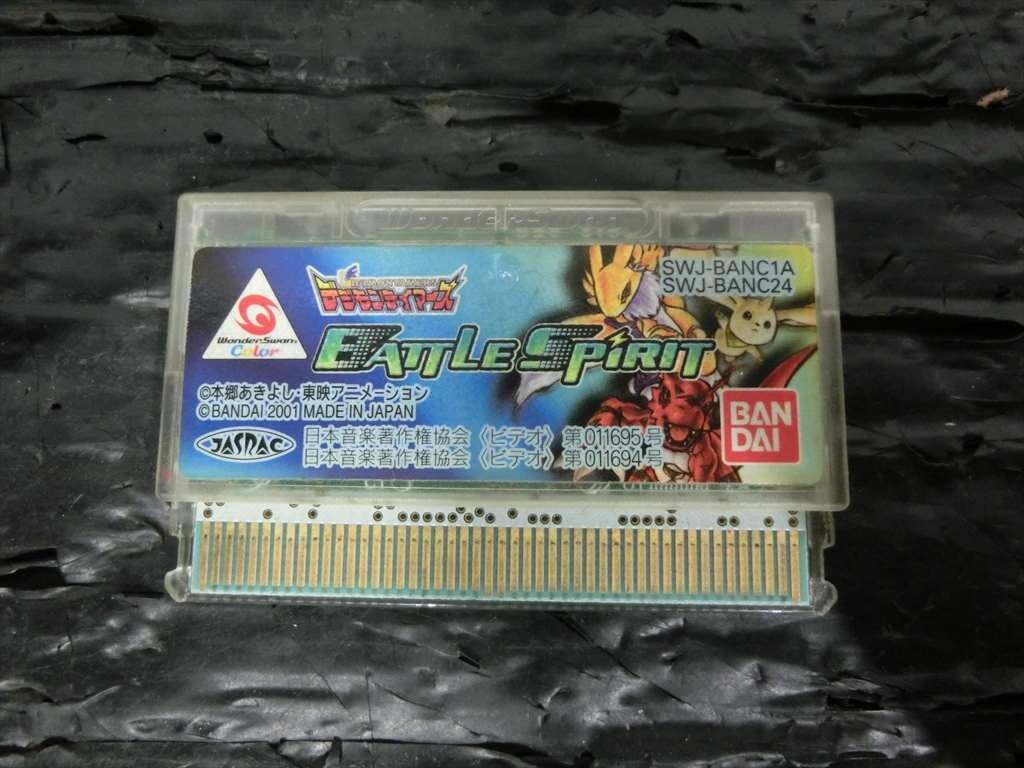 WonderSwan
SWJ-BANC1A
SWJ-BANC24
デジモンテイマーズ
BATTLE SPIRIT
WonderSwan
Color
©本郷あきよし・東映アニメーション
©BANDAI 2001 MADE IN JAPAN
BAN
DAI
JASRAC
日本音楽著作権協会〈ビデオ〉第011695号
日本音楽著作権協会〈ビデオ〉第011694号